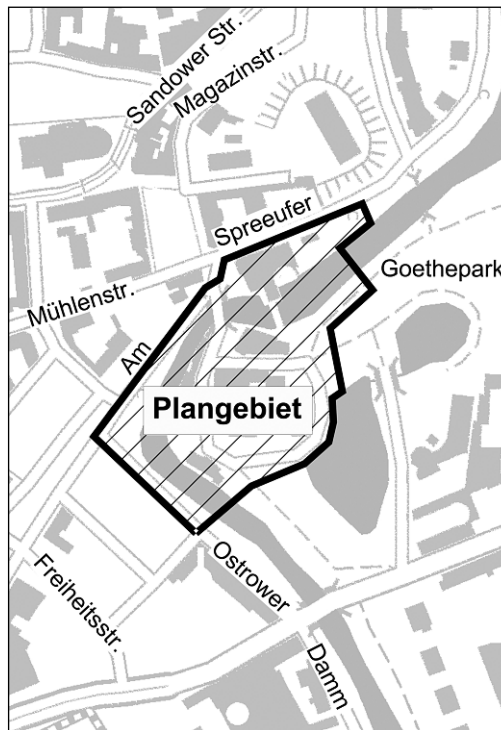 Sandower Str.
Magazinstr.
Spreeufer
Goethepark
Mühlenstr.
Am
Plangebiet
Ostrower
Freiheitsstr.
Damm